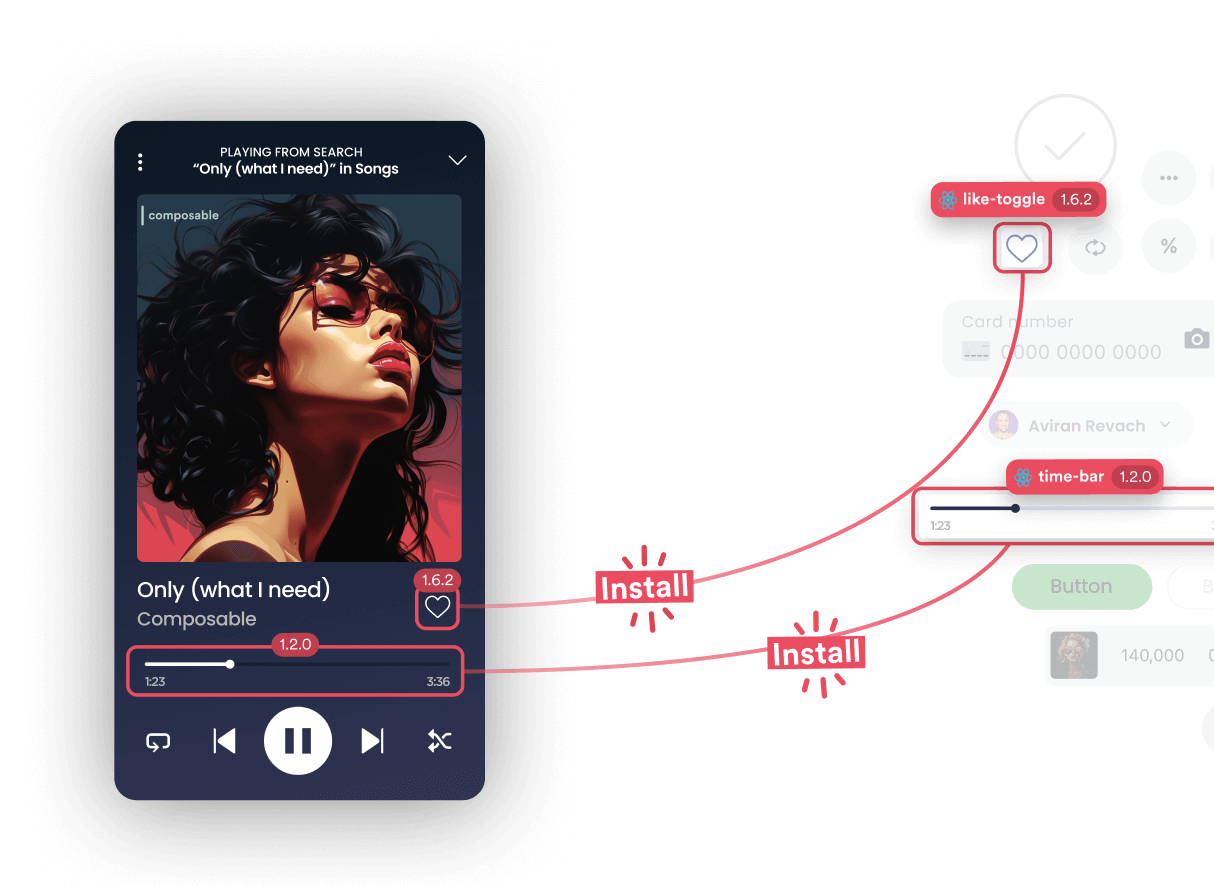 PLAYING FROM SEARCH
“Only (what I need)” in Songs
composable
Only (what I need)
Composable
1.6.2
1.2.0
1:23
3:36
Install
Install
like-toggle 1.6.2
%
Card number
0000 0000 0000
Aviran Revach
time-bar 1.2.0
1:23
Button
140,000